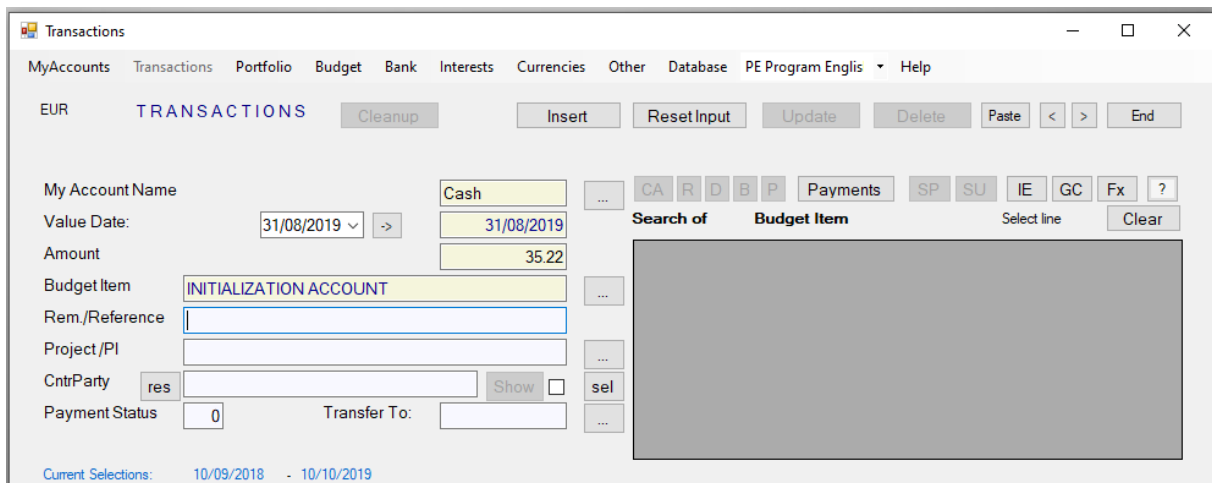 Transactions
MyAccounts Transactions Portfolio Budget Bank Interests Currencies Other Database PE Program Englis Help
EUR TRANSACTIONS Cleanup Insert Reset Input Update Delete Paste < > End
My Account Name Cash ... CA R D B P Payments SP SU IE GC Fx ?
Value Date: 31/08/2019 -> 31/08/2019 Search of Budget Item Select line Clear
Amount 35.22
Budget Item INITIALIZATION ACCOUNT ...
Rem./Reference
Project /PI ...
CntrParty res Show sel
Payment Status 0 Transfer To: ...
Current Selections: 10/09/2018 - 10/10/2019